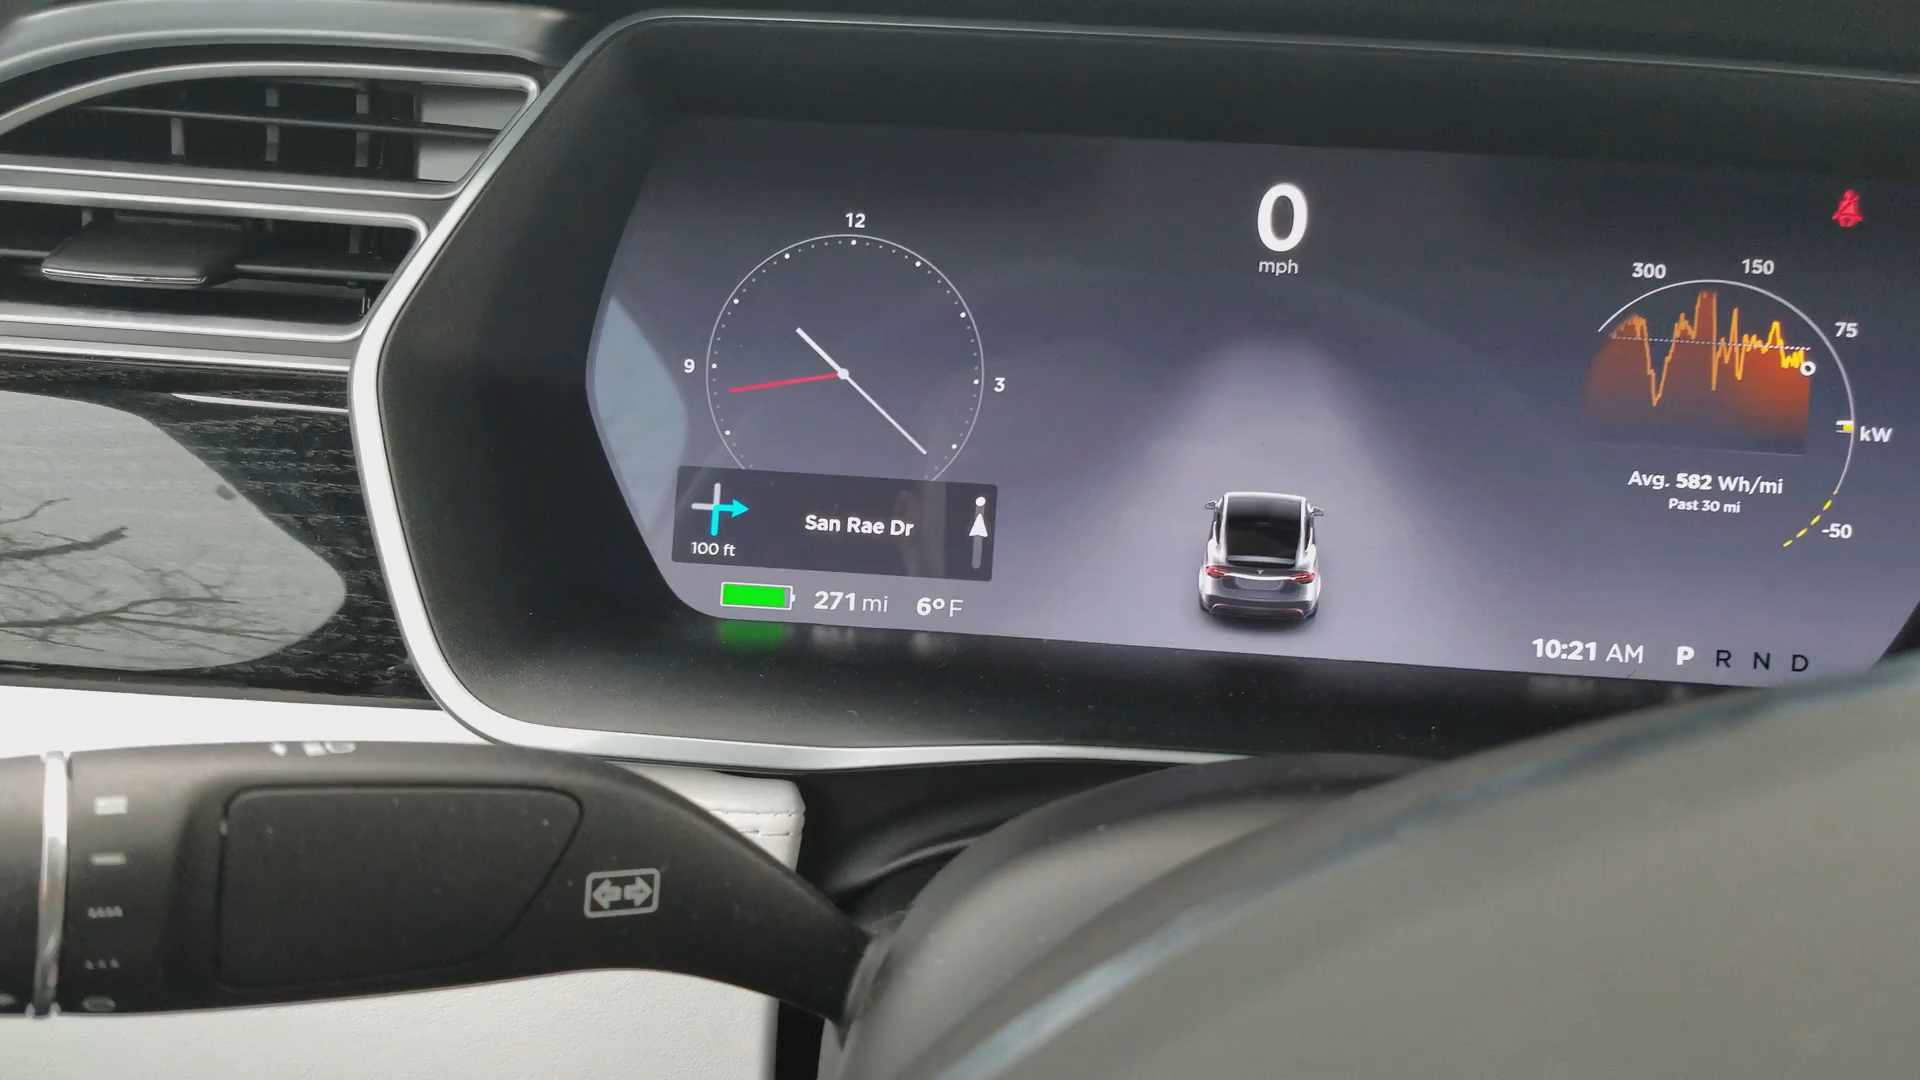 12
9
3
0
mph
300
150
75
kW
-50
Avg. 582 Wh/mi
Past 30 mi
San Rae Dr
100 ft
271 mi
6°F
10:21 AM
P R N D